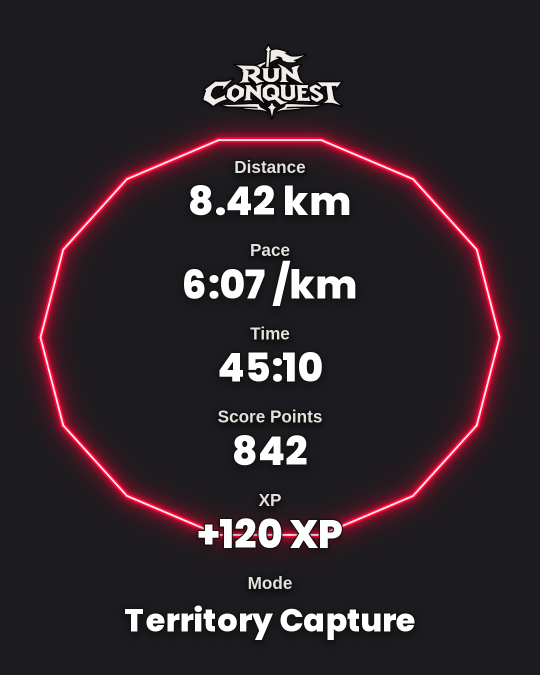 RUN
CONQUEST
Distance
8.42 km
Pace
6:07 /km
Time
45:10
Score Points
842
XP
+120 XP
Mode
Territory Capture